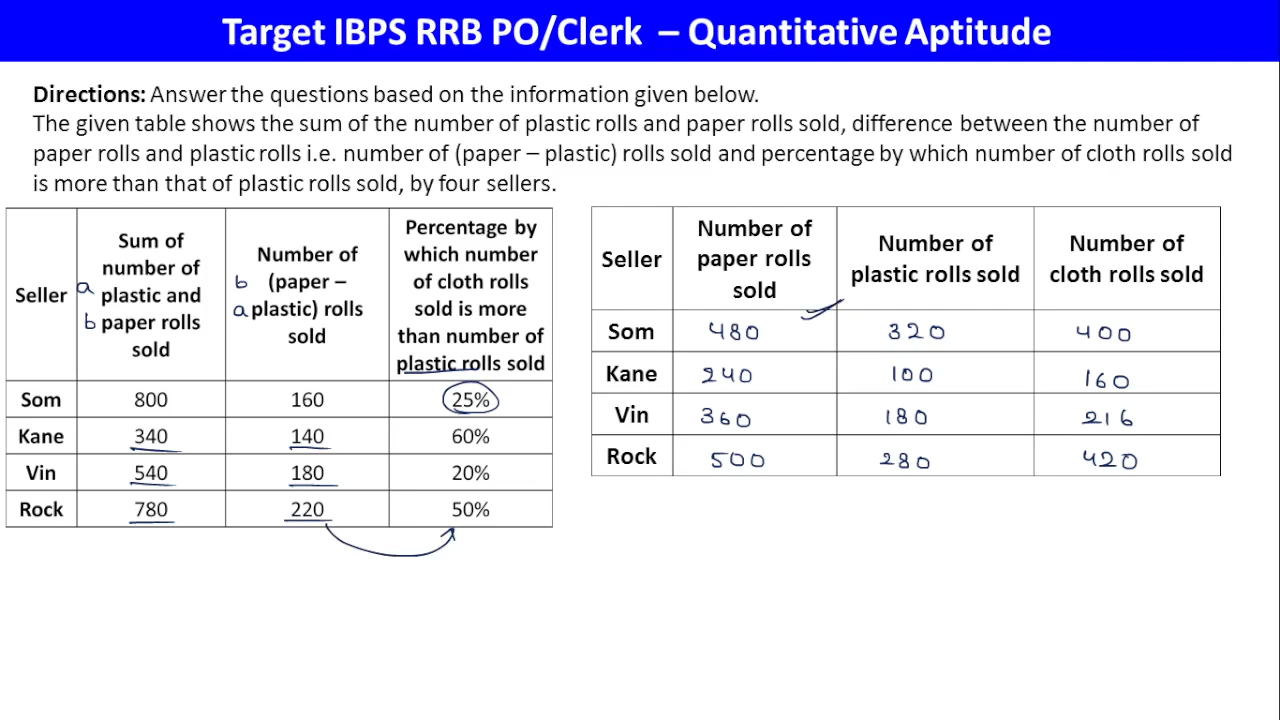 Target IBPS RRB PO/Clerk – Quantitative Aptitude
Directions: Answer the questions based on the information given below.
The given table shows the sum of the number of plastic rolls and paper rolls sold, difference between the number of
paper rolls and plastic rolls i.e. number of (paper – plastic) rolls sold and percentage by which number of cloth rolls sold
is more than that of plastic rolls sold, by four sellers.
Seller
Sum of
number of
a plastic and
b paper rolls
sold
Number of
b (paper –
a plastic) rolls
sold
Percentage by
which number
of cloth rolls
sold is more
than number of
plastic rolls sold
Som 800 160 25%
Kane 340 140 60%
Vin 540 180 20%
Rock 780 220 50%
Seller
Number of
paper rolls
sold
Number of
plastic rolls sold
Number of
cloth rolls sold
Som 480 320 400
Kane 240 100 160
Vin 360 180 216
Rock 500 280 420